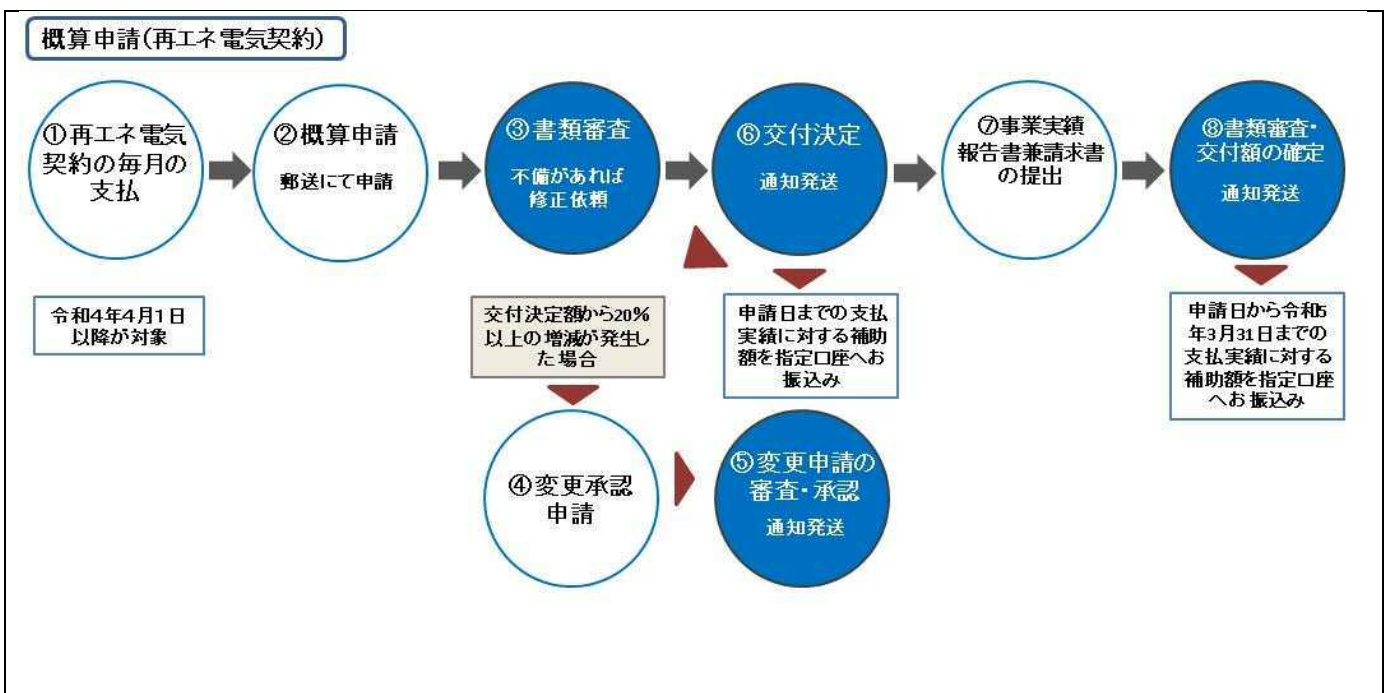 概算申請(再エネ電気契約)
①再エネ電気
契約の毎月の
支払
②概算申請
郵送にて申請
③書類審査
不備があれば
修正依頼
⑥交付決定
通知発送
⑦事業実績
報告書兼請求書
の提出
⑧書類審査・
交付額の確定
通知発送
令和4年4月1日
以降が対象
交付決定額から20%
以上の増減が発生し
た場合
申請日までの支払
実績に対する補助
額を指定口座へお
振込み
申請日から令和5
年3月31日までの
支払実績に対する
補助額を指定口座
へお振込み
④変更承認
申請
⑤変更申請の
審査・承認
通知発送